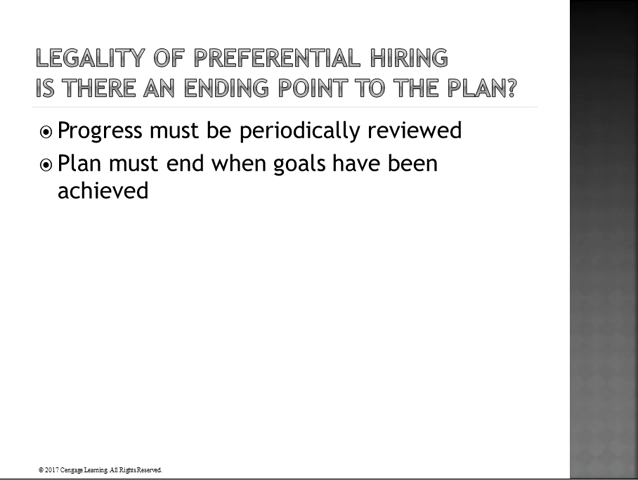 LEGALITY OF PREFERENTIAL HIRING
IS THERE AN ENDING POINT TO THE PLAN?
Progress must be periodically reviewed
Plan must end when goals have been
achieved
© 2017 Cengage Learning. All Rights Reserved.